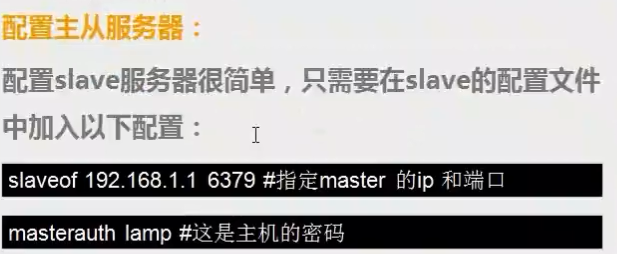 配置主从服务器：
配置slave服务器很简单，只需要在slave的配置文件
中加入以下配置：
slaveof 192.168.1.1 6379 #指定master 的ip 和端口
masterauth lamp #这是主机的密码